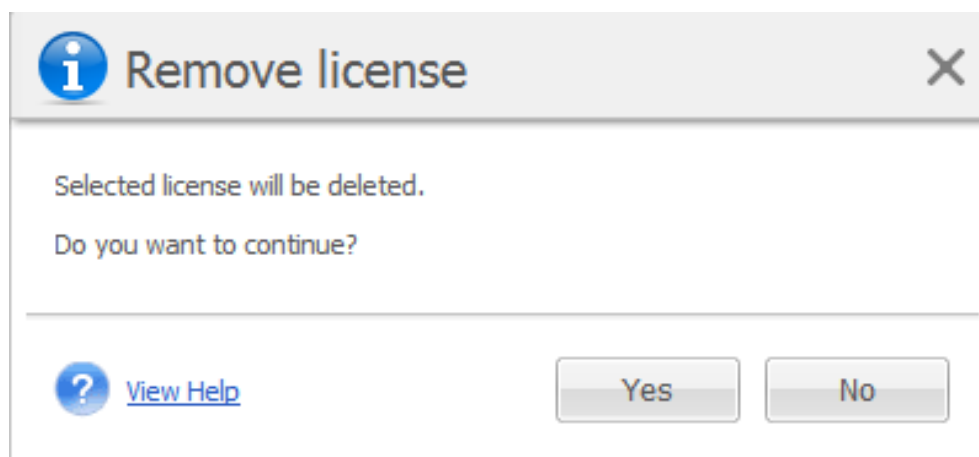 Remove license
Selected license will be deleted.
Do you want to continue?
View Help
Yes
No